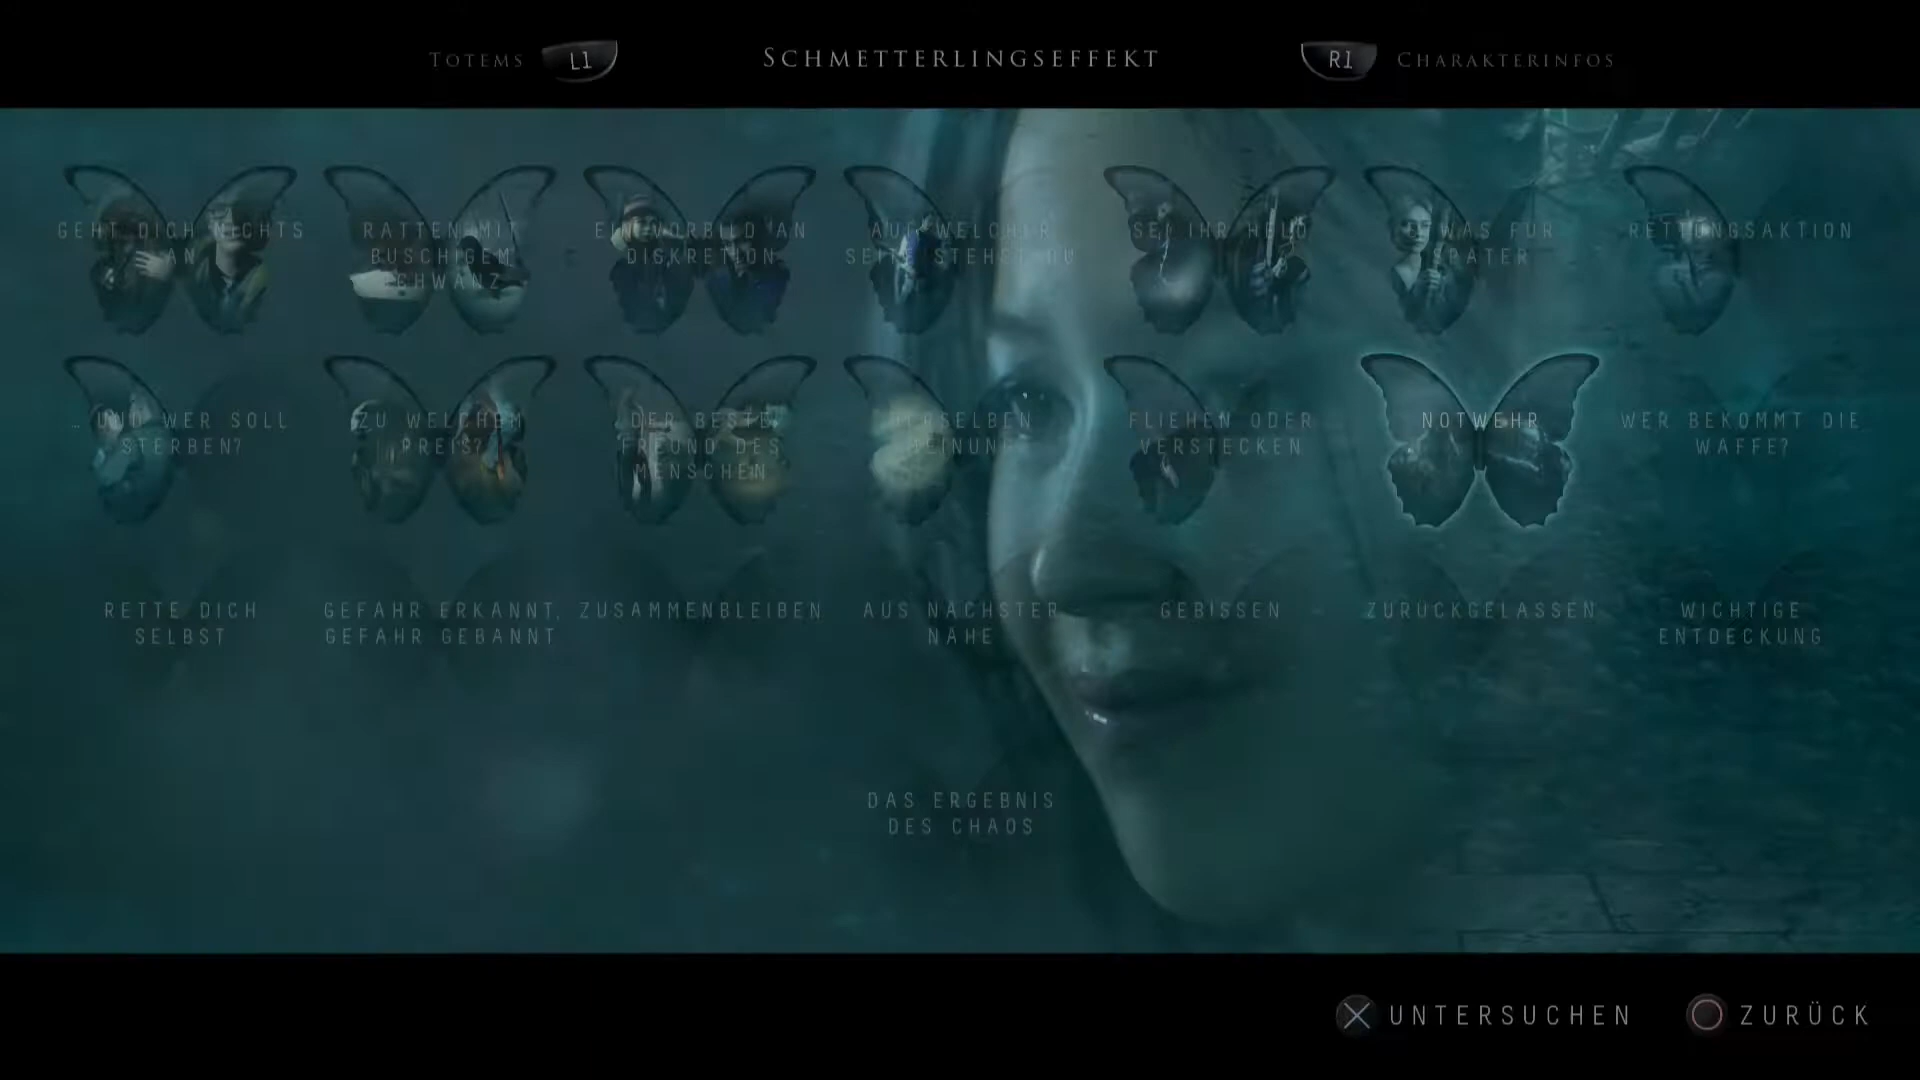 TOTEMS L1 SCHMETTERLINGSEFFEKT R1 CHARAKTERINFOS
GEHT DICH NICHTS
AN
RATTEN MIT
BUSCHIGEM
SCHWANZ
EIN VORBILD AN
DISKRETION
AUF WELCHER
SEITE STEHST DU
SEI IHR HELD
WAS FÜR
SPÄTER
RETTUNGSAKTION
… UND WER SOLL
STERBEN?
ZU WELCHEM
PREIS?
DER BESTE
FREUND DES
MENSCHEN
DERSELBEN
MEINUNG
FLIEHEN ODER
VERSTECKEN
NOTWEHR
WER BEKOMMT DIE
WAFFE?
RETTE DICH
SELBST
GEFAHR ERKANNT,
GEFAHR GEBANNT
ZUSAMMENBLEIBEN
AUS NÄCHSTER
NÄHE
GEBISSEN
ZURÜCKGELASSEN
WICHTIGE
ENTDECKUNG
DAS ERGEBNIS
DES CHAOS
UNTERSUCHEN ZURÜCK